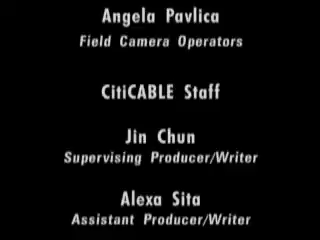 Angela Pavlica
Field Camera Operators
CitiCABLE Staff
Jin Chun
Supervising Producer/Writer
Alexa Sita
Assistant Producer/Writer